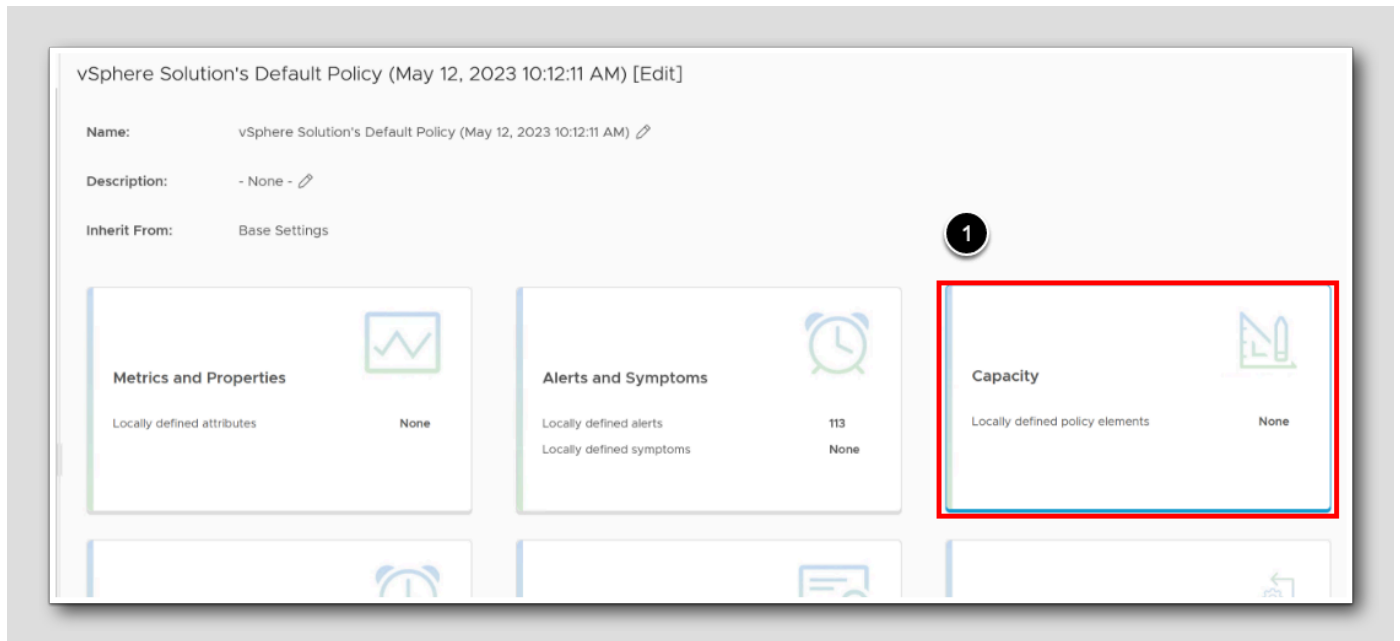 vSphere Solution's Default Policy (May 12, 2023 10:12:11 AM) [Edit]
Name: vSphere Solution's Default Policy (May 12, 2023 10:12:11 AM)
Description: - None -
Inherit From: Base Settings
1
Metrics and Properties
Locally defined attributes None
Alerts and Symptoms
Locally defined alerts 113
Locally defined symptoms None
Capacity
Locally defined policy elements None